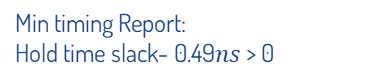 Min timing Report:
Hold time slack- 0.49ns > 0